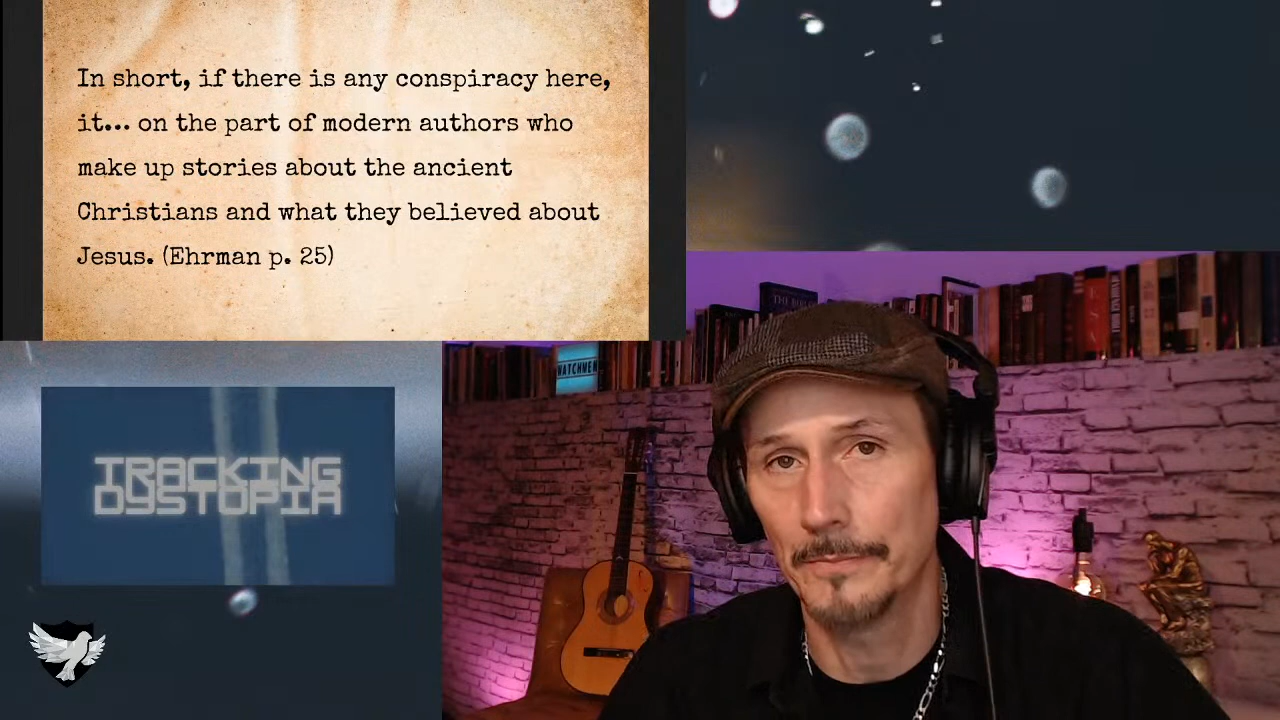 In short, if there is any conspiracy here,
it... on the part of modern authors who
make up stories about the ancient
Christians and what they believed about
Jesus. (Ehrman p. 25)
TRACKING
DYSTOPIA
WATCHMEN